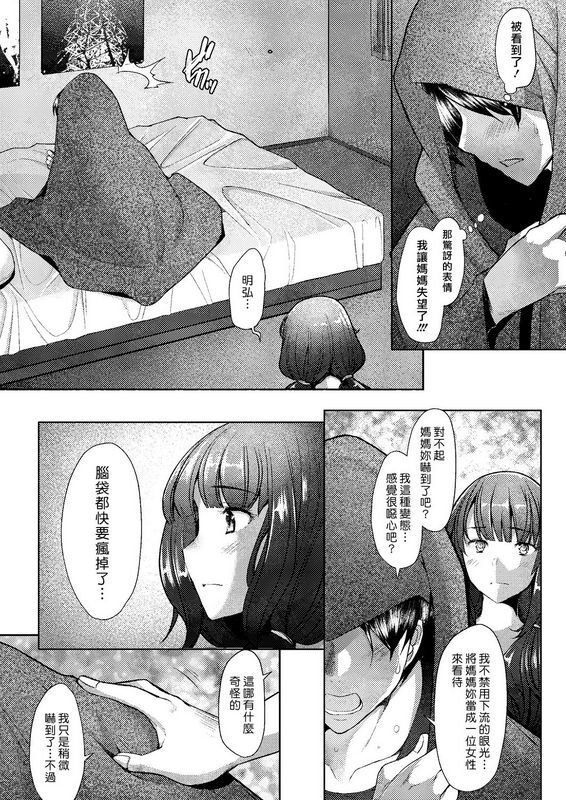 被看到了！
那驚訝的表情
我讓媽媽失望了!!!
明弘…
對不起
媽媽妳嚇到了吧？
我這種變態…
感覺很噁心吧？
我不禁用下流的眼光…
將媽媽妳當成一位女性
來看待
腦袋都快要瘋掉了…
這哪有什麼
奇怪的
我只是稍微
嚇到了…不過